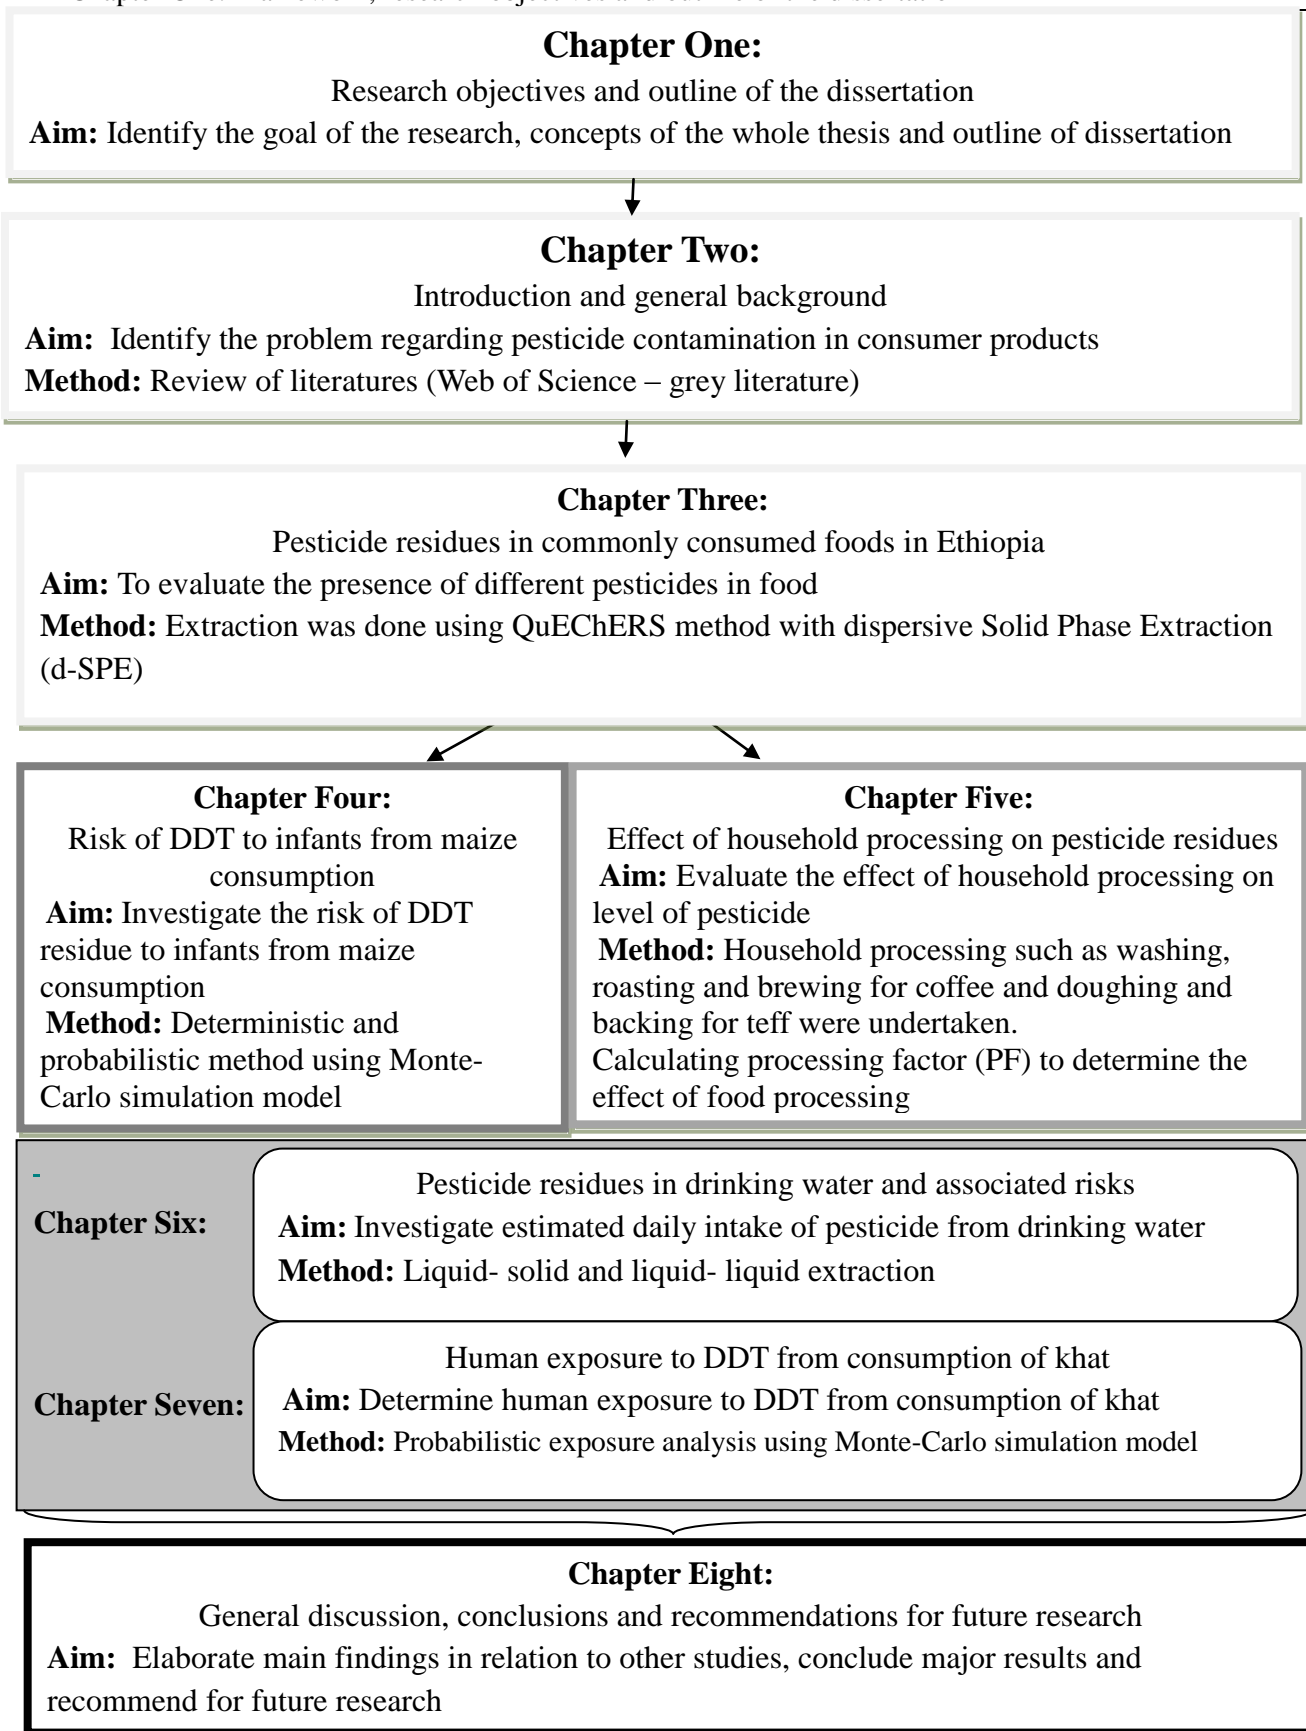 Chapter One:
Research objectives and outline of the dissertation
Aim: Identify the goal of the research, concepts of the whole thesis and outline of dissertation
Chapter Two:
Introduction and general background
Aim: Identify the problem regarding pesticide contamination in consumer products
Method: Review of literatures (Web of Science – grey literature)
Chapter Three:
Pesticide residues in commonly consumed foods in Ethiopia
Aim: To evaluate the presence of different pesticides in food
Method: Extraction was done using QuEChERS method with dispersive Solid Phase Extraction
(d-SPE)
Chapter Four:
Risk of DDT to infants from maize
consumption
Aim: Investigate the risk of DDT
residue to infants from maize
consumption
Method: Deterministic and
probabilistic method using Monte-
Carlo simulation model
Chapter Five:
Effect of household processing on pesticide residues
Aim: Evaluate the effect of household processing on
level of pesticide
Method: Household processing such as washing,
roasting and brewing for coffee and doughing and
backing for teff were undertaken.
Calculating processing factor (PF) to determine the
effect of food processing
Chapter Six:
Pesticide residues in drinking water and associated risks
Aim: Investigate estimated daily intake of pesticide from drinking water
Method: Liquid- solid and liquid- liquid extraction
Chapter Seven:
Human exposure to DDT from consumption of khat
Aim: Determine human exposure to DDT from consumption of khat
Method: Probabilistic exposure analysis using Monte-Carlo simulation model
Chapter Eight:
General discussion, conclusions and recommendations for future research
Aim: Elaborate main findings in relation to other studies, conclude major results and
recommend for future research